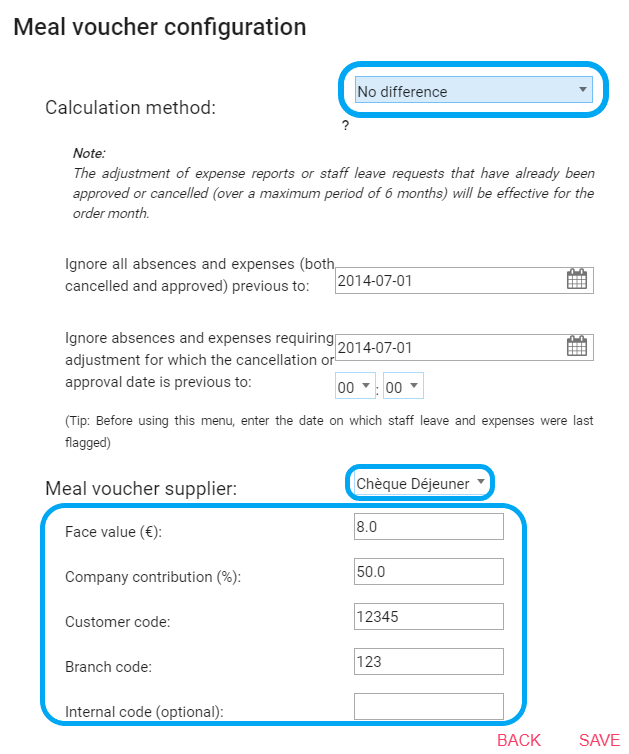 Meal voucher configuration
No difference
Calculation method:
?
Note:
The adjustment of expense reports or staff leave requests that have already been
approved or cancelled (over a maximum period of 6 months) will be effective for the
order month.
Ignore all absences and expenses (both
cancelled and approved) previous to:
2014-07-01
Ignore absences and expenses requiring
adjustment for which the cancellation or
approval date is previous to:
2014-07-01
00 : 00
(Tip: Before using this menu, enter the date on which staff leave and expenses were last
flagged)
Meal voucher supplier: Chèque Déjeuner
Face value (€): 8.0
Company contribution (%): 50.0
Customer code: 12345
Branch code: 123
Internal code (optional):
BACK SAVE